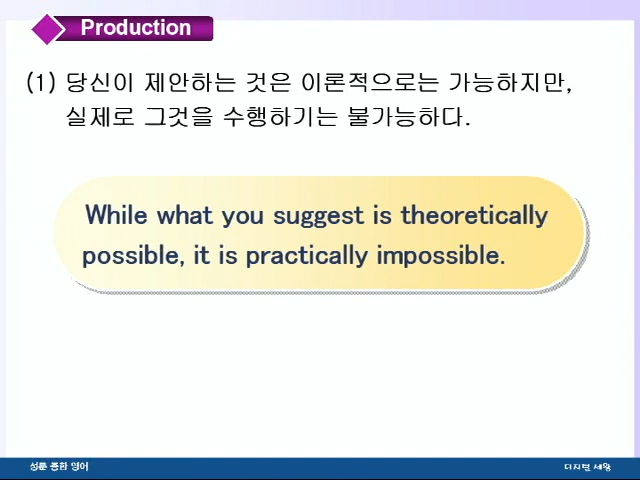 Production
(1) 당신이 제안하는 것은 이론적으로는 가능하지만,
실제로 그것을 수행하기는 불가능하다.
While what you suggest is theoretically
possible, it is practically impossible.
성문 종합 영어
디지털 세왕